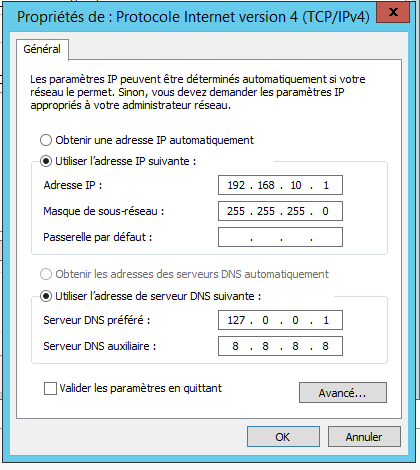 Propriétés de : Protocole Internet version 4 (TCP/IPv4)
x
Général
Les paramètres IP peuvent être déterminés automatiquement si votre
réseau le permet. Sinon, vous devez demander les paramètres IP
appropriés à votre administrateur réseau.
Obtenir une adresse IP automatiquement
Utiliser l'adresse IP suivante :
Adresse IP : 192 . 168 . 10 . 1
Masque de sous-réseau : 255 . 255 . 255 . 0
Passerelle par défaut : . . .
Obtenir les adresses des serveurs DNS automatiquement
Utiliser l'adresse de serveur DNS suivante :
Serveur DNS préféré : 127 . 0 . 0 . 1
Serveur DNS auxiliaire : 8 . 8 . 8 . 8
Valider les paramètres en quittant
Avancé...
OK Annuler